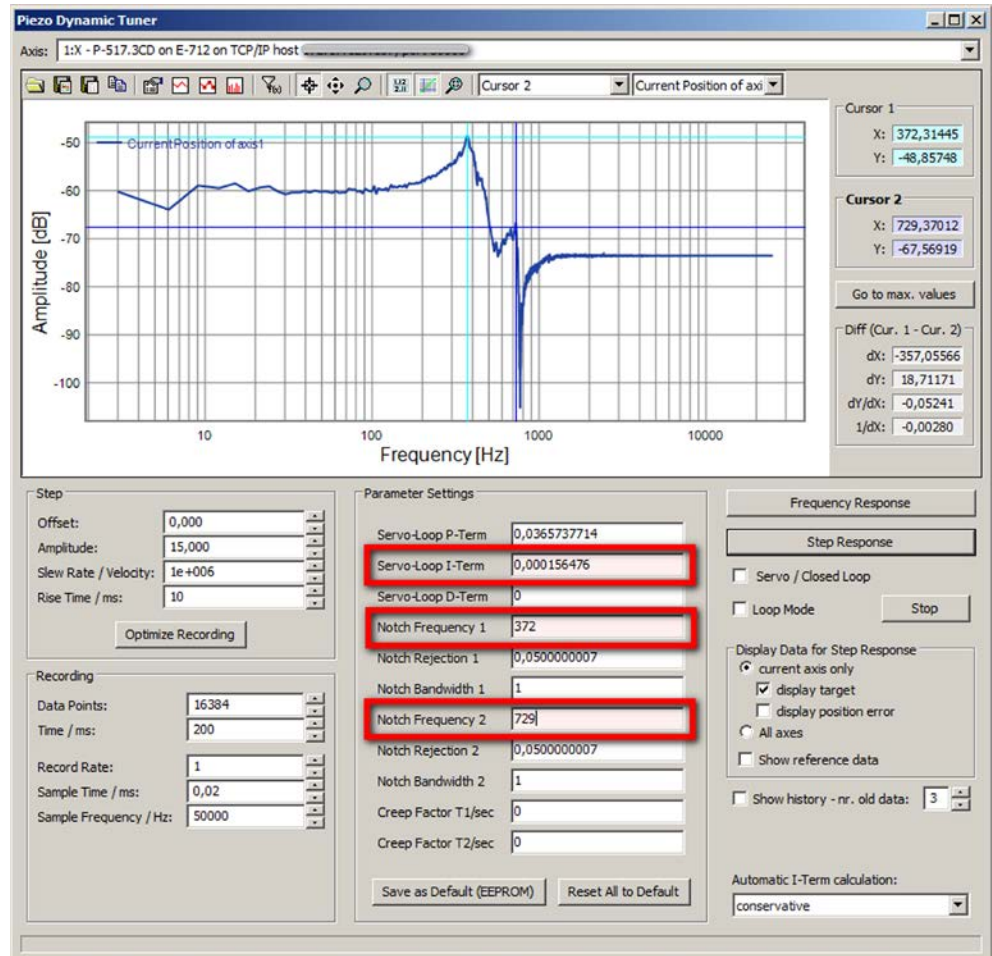 Piezo Dynamic Tuner
Axis: 1:X - P-517.3CD on E-712 on TCP/IP host
Cursor 2 Current Position of axi
CurrentPosition of axis1
Amplitude [dB]
-50
-60
-70
-80
-90
-100
10 100 1000 10000
Frequency [Hz]
Cursor 1
X: 372,31445
Y: -48,85748
Cursor 2
X: 729,37012
Y: -67,56919
Go to max. values
Diff (Cur. 1 - Cur. 2)
dX: -357,05566
dY: 18,71171
dY/dX: -0,05241
1/dX: -0,00280
Step
Offset: 0,000
Amplitude: 15,000
Slew Rate / Velocity: 1e+006
Rise Time / ms: 10
Optimize Recording
Recording
Data Points: 16384
Time / ms: 200
Record Rate: 1
Sample Time / ms: 0,02
Sample Frequency / Hz: 50000
Parameter Settings
Servo-Loop P-Term 0,0365737714
Servo-Loop I-Term 0,000156476
Servo-Loop D-Term 0
Notch Frequency 1 372
Notch Rejection 1 0,0500000007
Notch Bandwidth 1 1
Notch Frequency 2 729
Notch Rejection 2 0,0500000007
Notch Bandwidth 2 1
Creep Factor T1/sec 0
Creep Factor T2/sec 0
Save as Default (EEPROM) Reset All to Default
Frequency Response
Step Response
Servo / Closed Loop
Loop Mode Stop
Display Data for Step Response
current axis only
display target
display position error
All axes
Show reference data
Show history - nr. old data: 3
Automatic I-Term calculation:
conservative